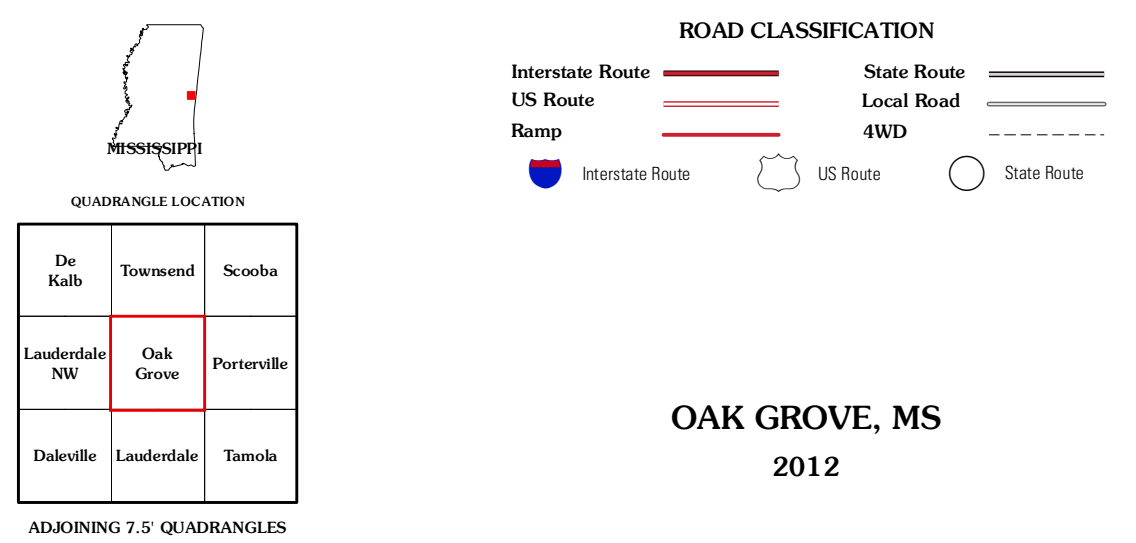 MISSISSIPPI
QUADRANGLE LOCATION
De
Kalb
Townsend
Scooba
Lauderdale
NW
Oak
Grove
Porterville
Daleville
Lauderdale
Tamola
ADJOINING 7.5' QUADRANGLES
ROAD CLASSIFICATION
Interstate Route
State Route
US Route
Local Road
Ramp
4WD
Interstate Route
US Route
State Route
OAK GROVE, MS
2012